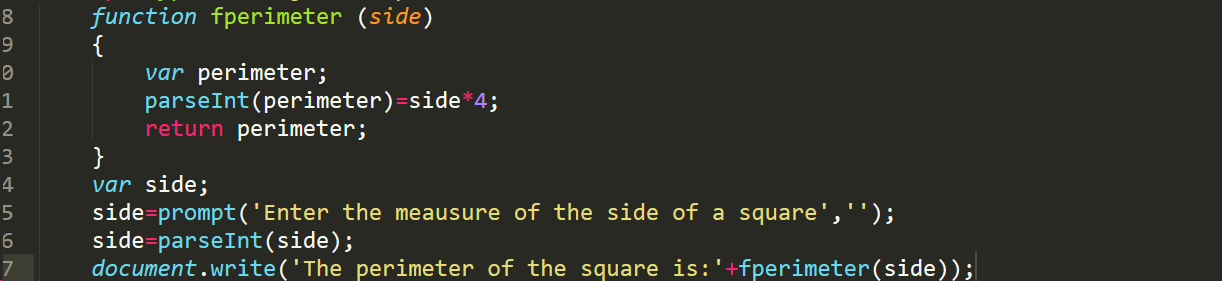 8 function fperimeter (side)
9 {
0 var perimeter;
1 parseInt(perimeter)=side*4;
2 return perimeter;
3 }
4 var side;
5 side=prompt('Enter the meausure of the side of a square','');
6 side=parseInt(side);
7 document.write('The perimeter of the square is:'+fperimeter(side));